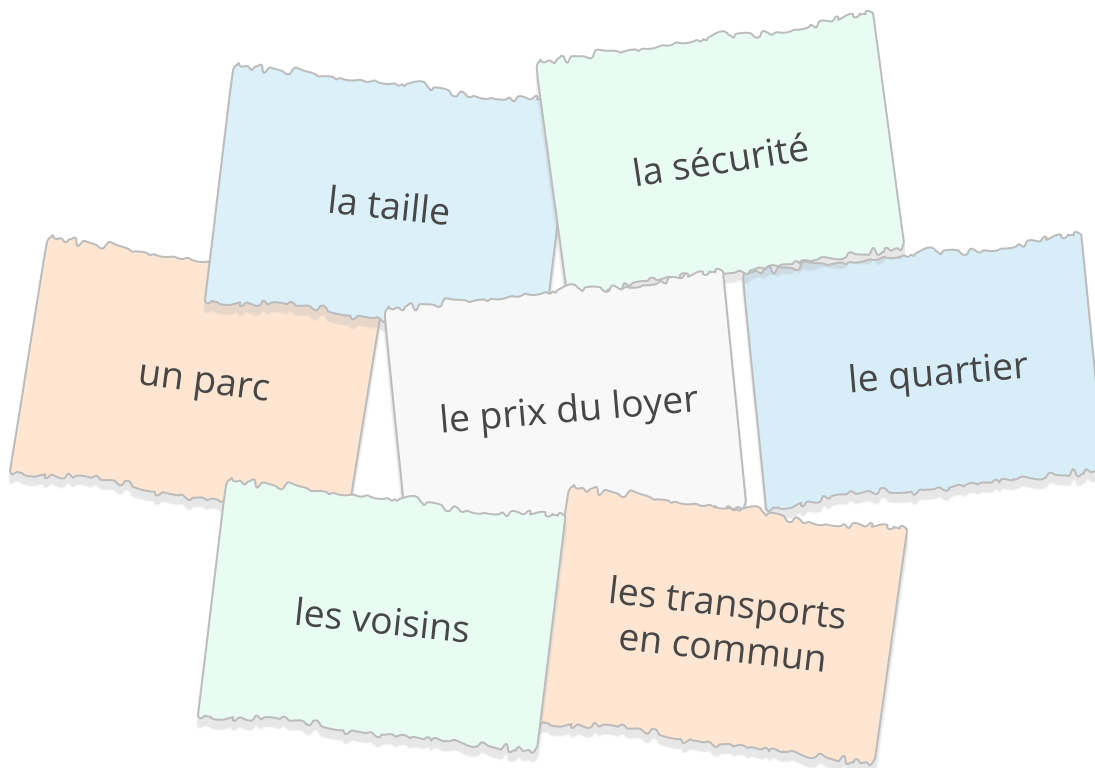 la sécurité
la taille
un parc
le prix du loyer
le quartier
les voisins
les transports
en commun